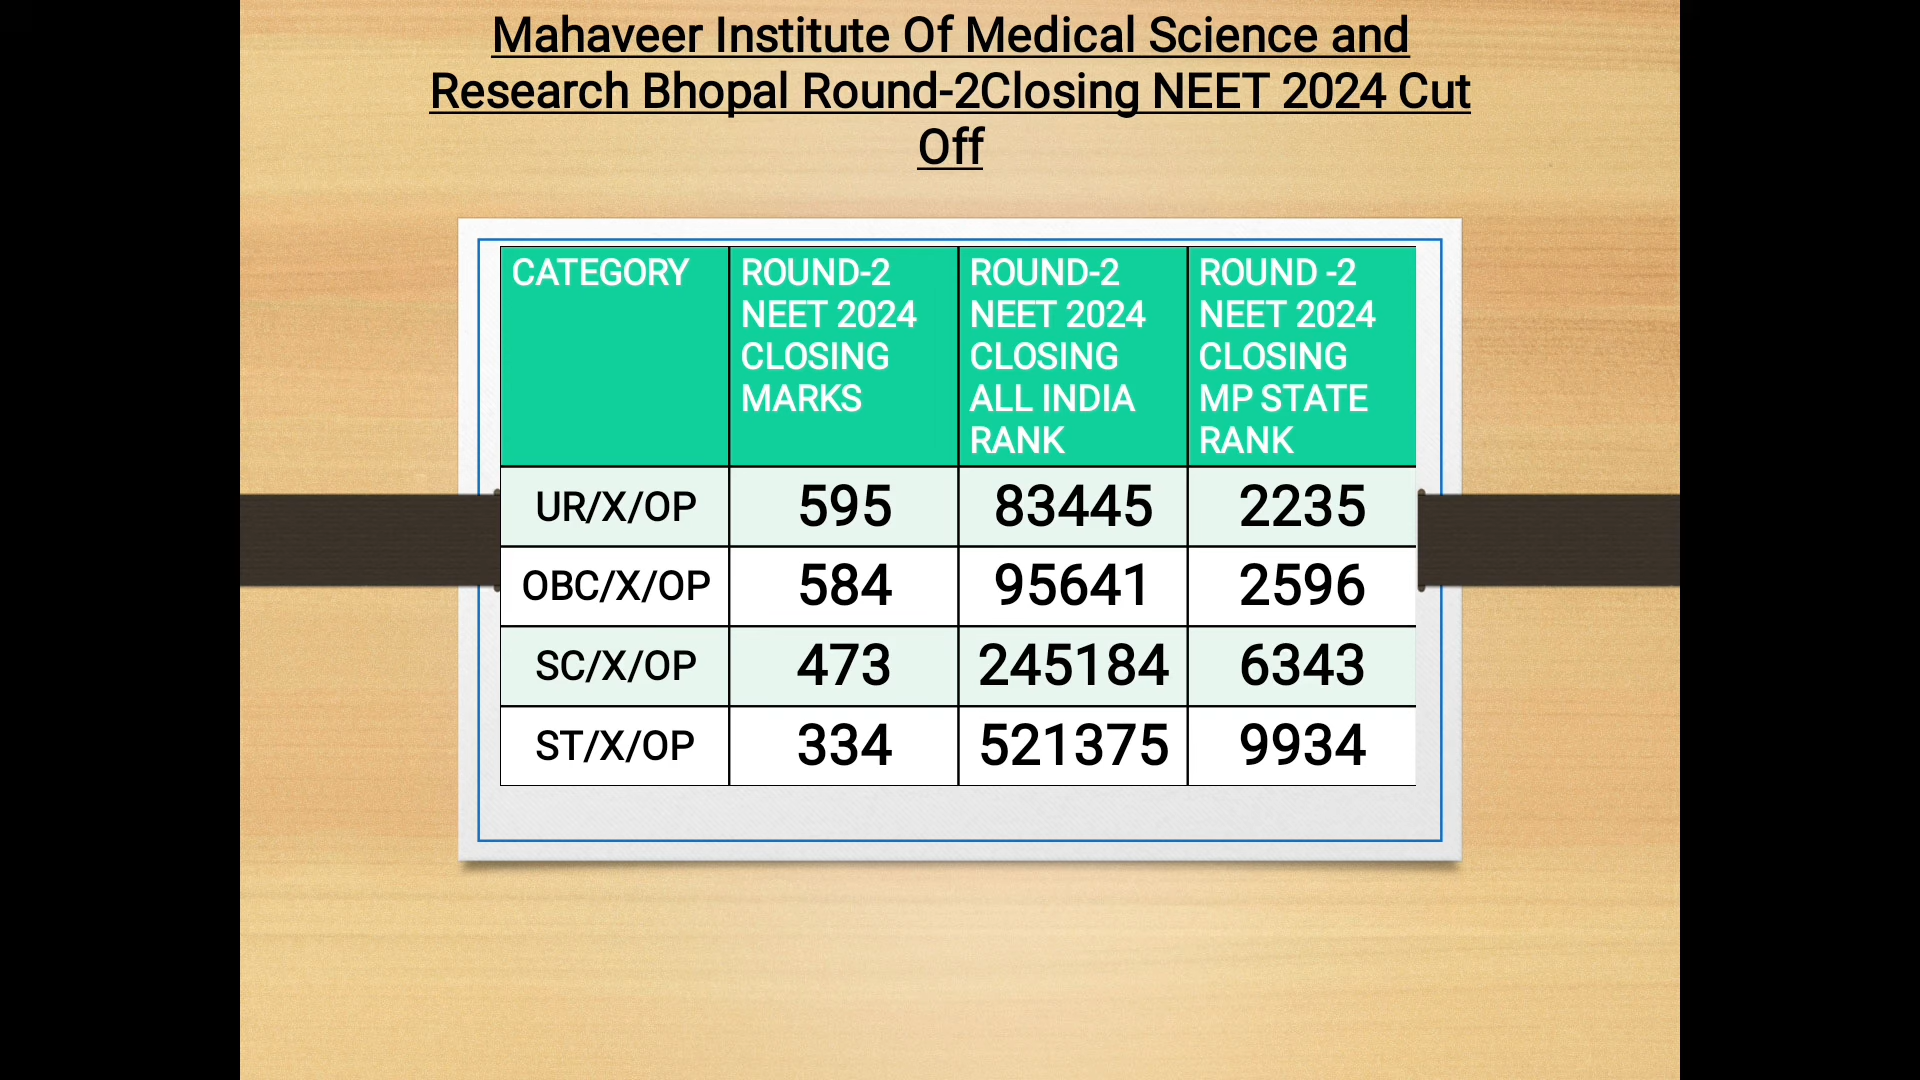 Mahaveer Institute Of Medical Science and
Research Bhopal Round-2Closing NEET 2024 Cut
Off
CATEGORY
ROUND-2
NEET 2024
CLOSING
MARKS
ROUND-2
NEET 2024
CLOSING
ALL INDIA
RANK
ROUND -2
NEET 2024
CLOSING
MP STATE
RANK
UR/X/OP 595 83445 2235
OBC/X/OP 584 95641 2596
SC/X/OP 473 245184 6343
ST/X/OP 334 521375 9934